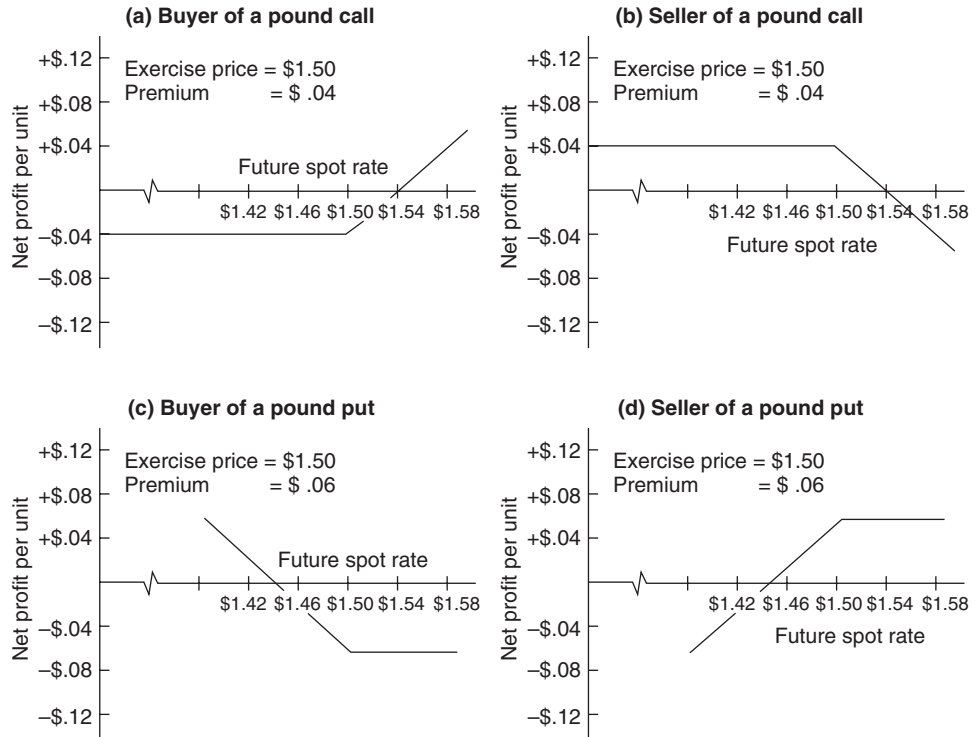 (a) Buyer of a pound call
Net profit per unit
+$.12
+$.08
+$.04
–$.04
–$.08
–$.12
Exercise price = $1.50
Premium = $ .04
Future spot rate
$1.42 $1.46 $1.50 $1.54 $1.58
(b) Seller of a pound call
Net profit per unit
+$.12
+$.08
+$.04
–$.04
–$.08
–$.12
Exercise price = $1.50
Premium = $ .04
$1.42 $1.46 $1.50 $1.54 $1.58
Future spot rate
(c) Buyer of a pound put
Net profit per unit
+$.12
+$.08
+$.04
–$.04
–$.08
–$.12
Exercise price = $1.50
Premium = $ .06
Future spot rate
$1.42 $1.46 $1.50 $1.54 $1.58
(d) Seller of a pound put
Net profit per unit
+$.12
+$.08
+$.04
–$.04
–$.08
–$.12
Exercise price = $1.50
Premium = $ .06
$1.42 $1.46 $1.50 $1.54 $1.58
Future spot rate